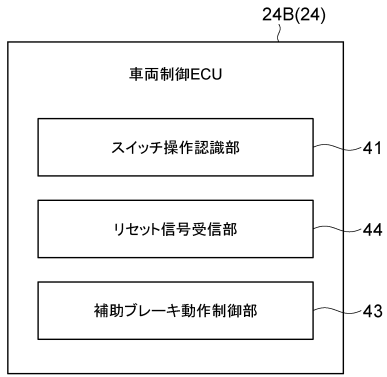 24B(24)
車両制御ECU
スイッチ操作認識部
41
リセット信号受信部
44
補助ブレーキ動作制御部
43